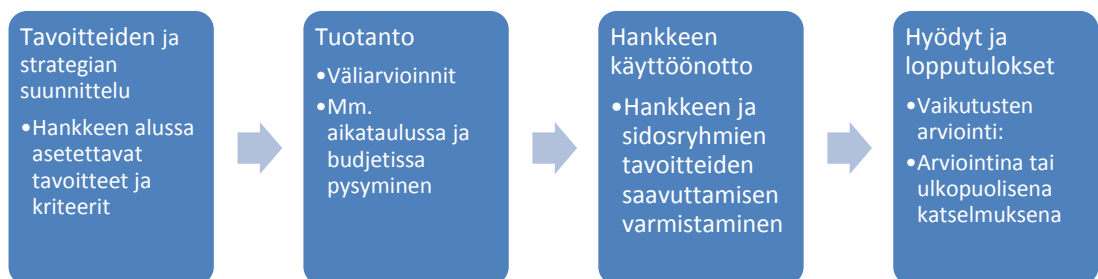 Tavoitteiden ja
strategian
suunnittelu
•Hankkeen alussa
asetettavat
tavoitteet ja
kriteerit
Tuotanto
•Väliarvioinnit
•Mm.
aikataulussa ja
budjetissa
pysyminen
Hankkeen
käyttöönotto
•Hankkeen ja
sidosryhmien
tavoitteiden
saavuttamisen
varmistaminen
Hyödyt ja
lopputulokset
•Vaikutusten
arviointi:
•Arviointina tai
ulkopuolisena
katselmuksena